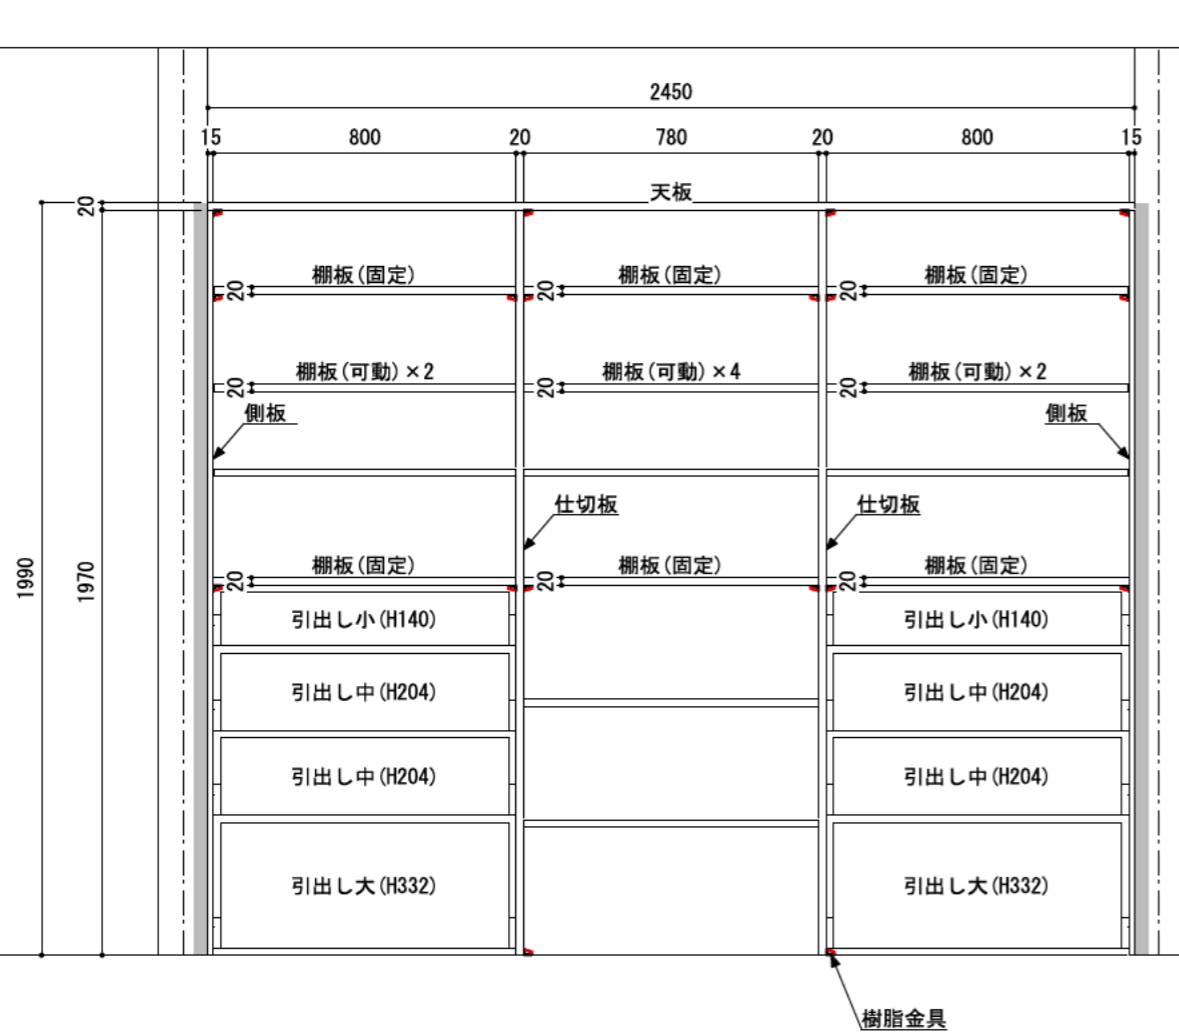 2450
15 800 20 780 20 800 15
天板
20
棚板(固定) 棚板(固定) 棚板(固定)
20 20 20
棚板(可動)×2 棚板(可動)×4 棚板(可動)×2
20 20 20
側板 側板
仕切板 仕切板
1990 1970
棚板(固定) 棚板(固定) 棚板(固定)
20 20 20
引出し小(H140) 引出し小(H140)
引出し中(H204) 引出し中(H204)
引出し中(H204) 引出し中(H204)
引出し大(H332) 引出し大(H332)
樹脂金具